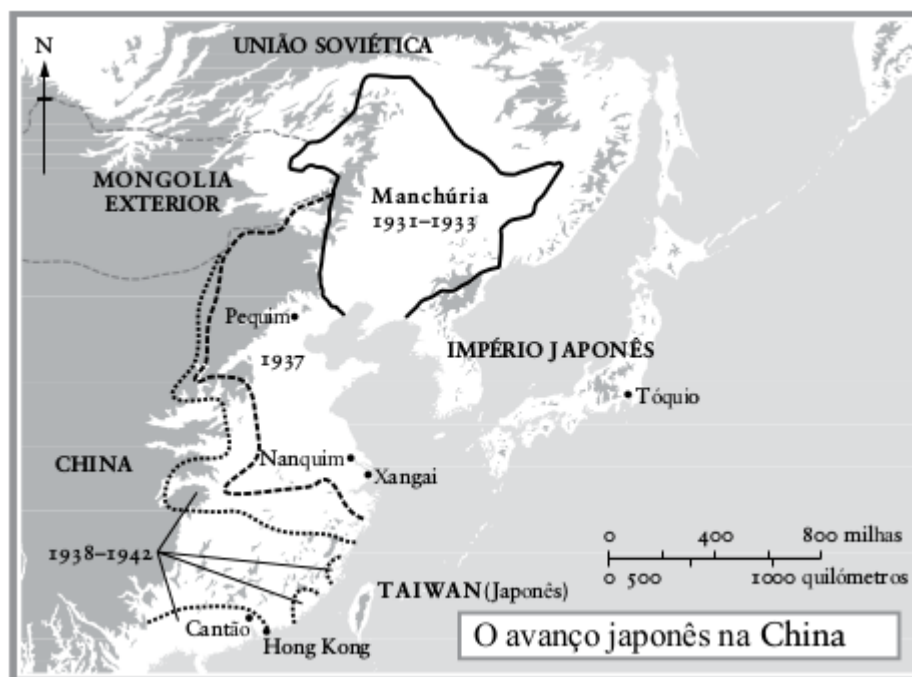 N
UNIÃO SOVIÉTICA
MONGOLIA
EXTERIOR
Manchúria
1931–1933
Pequim
1937
IMPÉRIO JAPONÊS
Tóquio
CHINA
Nanquim
Xangai
1938–1942
0 400 800 milhas
0 500 1000 quilómetros
TAIWAN (Japonês)
Cantão
Hong Kong
O avanço japonês na China